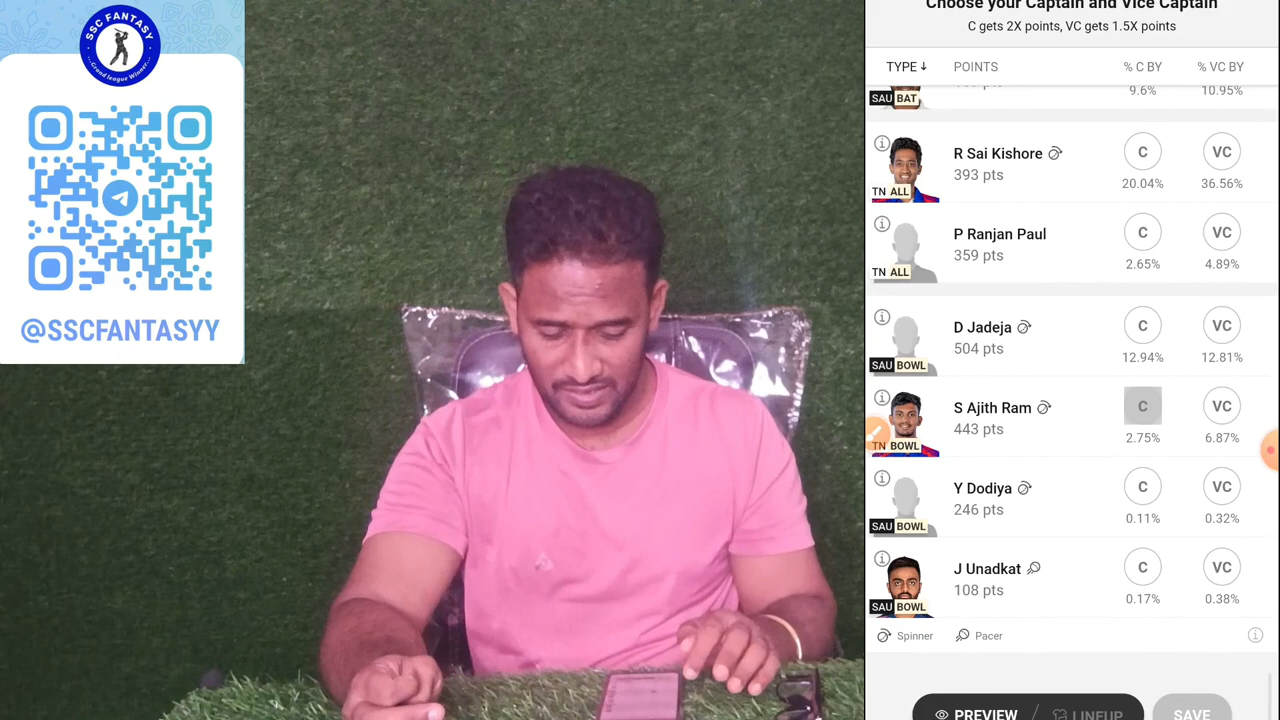 SSC FANTASY
Grand league Winner
@SSCFANTASYY
Choose your Captain and Vice Captain
C gets 2X points, VC gets 1.5X points
TYPE↓ POINTS % C BY % VC BY
SAU BAT 9.6% 10.95%
R Sai Kishore
393 pts
TN ALL
C VC
20.04% 36.56%
P Ranjan Paul
359 pts
TN ALL
C VC
2.65% 4.89%
D Jadeja
504 pts
SAU BOWL
C VC
12.94% 12.81%
S Ajith Ram
443 pts
TN BOWL
C VC
2.75% 6.87%
Y Dodiya
246 pts
SAU BOWL
C VC
0.11% 0.32%
J Unadkat
108 pts
SAU BOWL
C VC
0.17% 0.38%
Spinner Pacer
PREVIEW / LINEUP SAVE